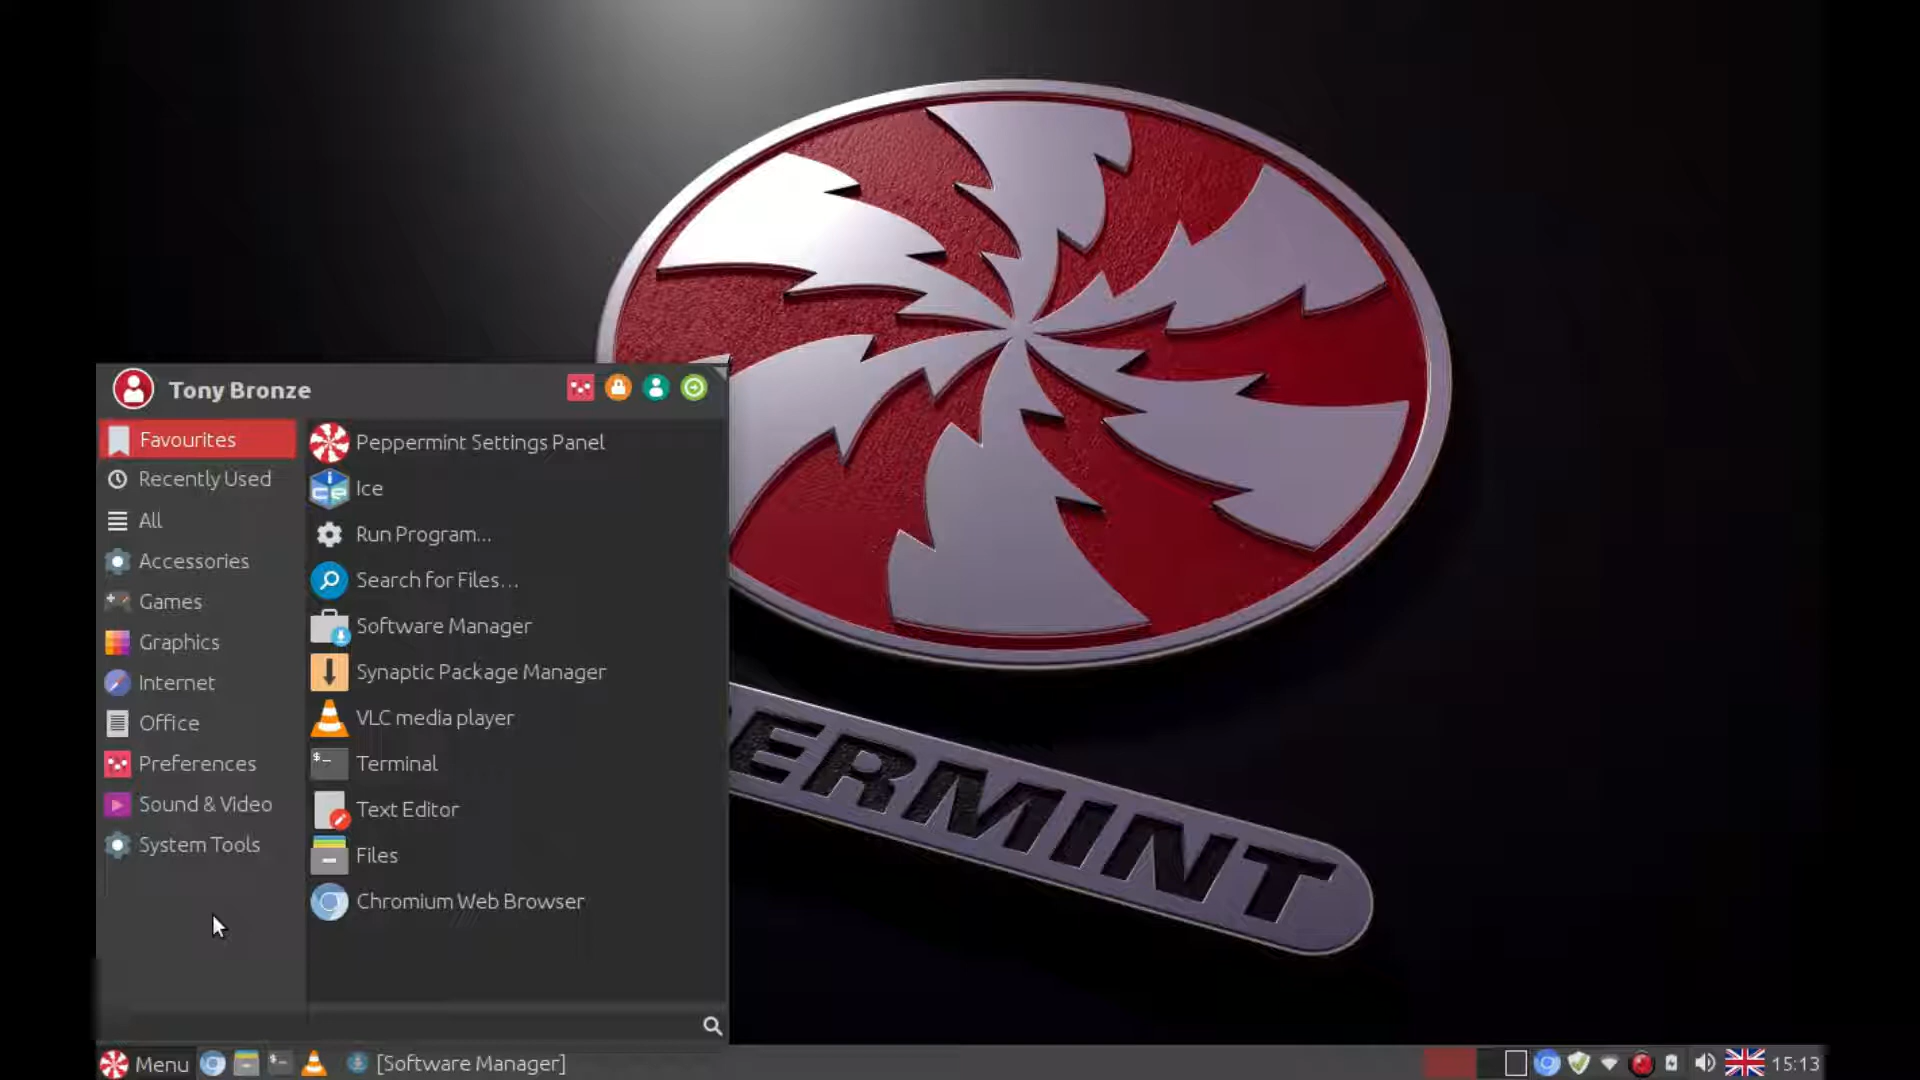 Tony Bronze
Favourites
Recently Used
All
Accessories
Games
Graphics
Internet
Office
Preferences
Sound & Video
System Tools
Peppermint Settings Panel
Ice
Run Program...
Search for Files...
Software Manager
Synaptic Package Manager
VLC media player
$-
Terminal
Text Editor
Files
Chromium Web Browser
ERMINT
Menu
[Software Manager]
15:13